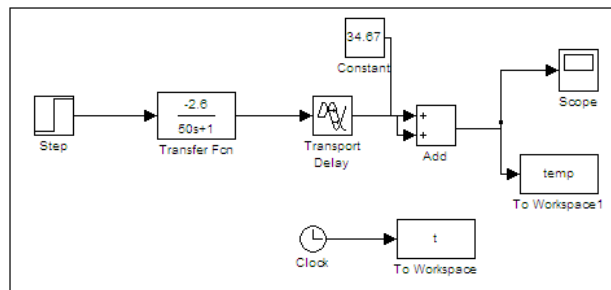 34.67
Constant
-2.6
50s+1
Step
Transfer Fcn
Transport
Delay
+
+
Add
Scope
temp
To Workspace1
Clock
t
To Workspace